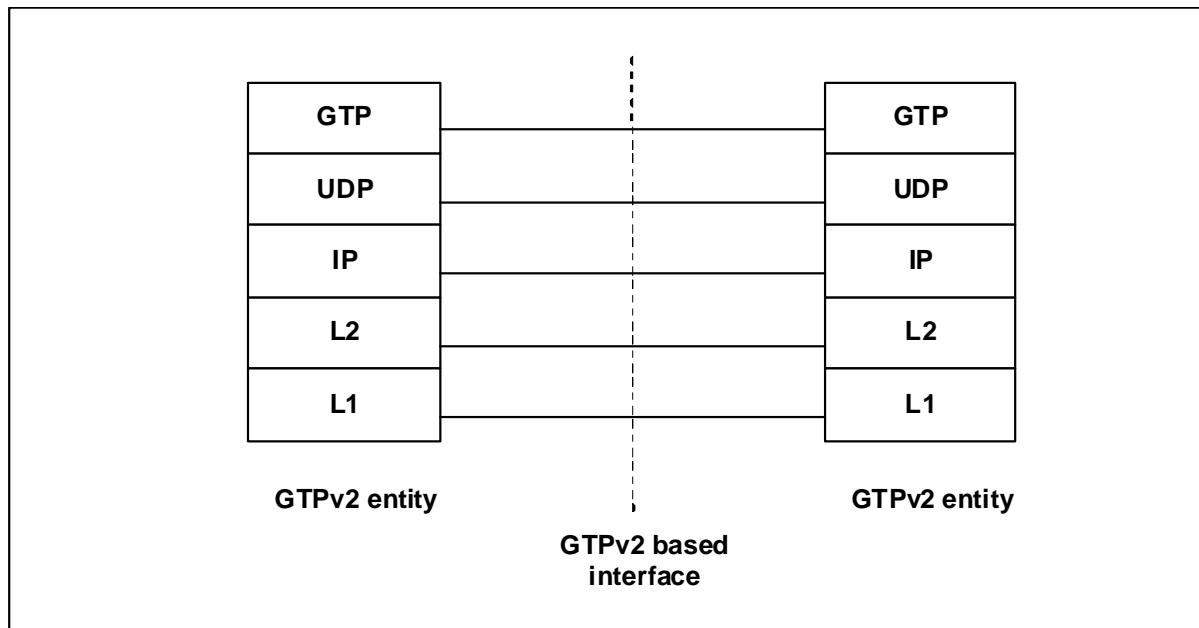 GTP
GTP
UDP
UDP
IP
IP
L2
L2
L1
L1
GTPv2 entity
GTPv2 entity
GTPv2 based
interface